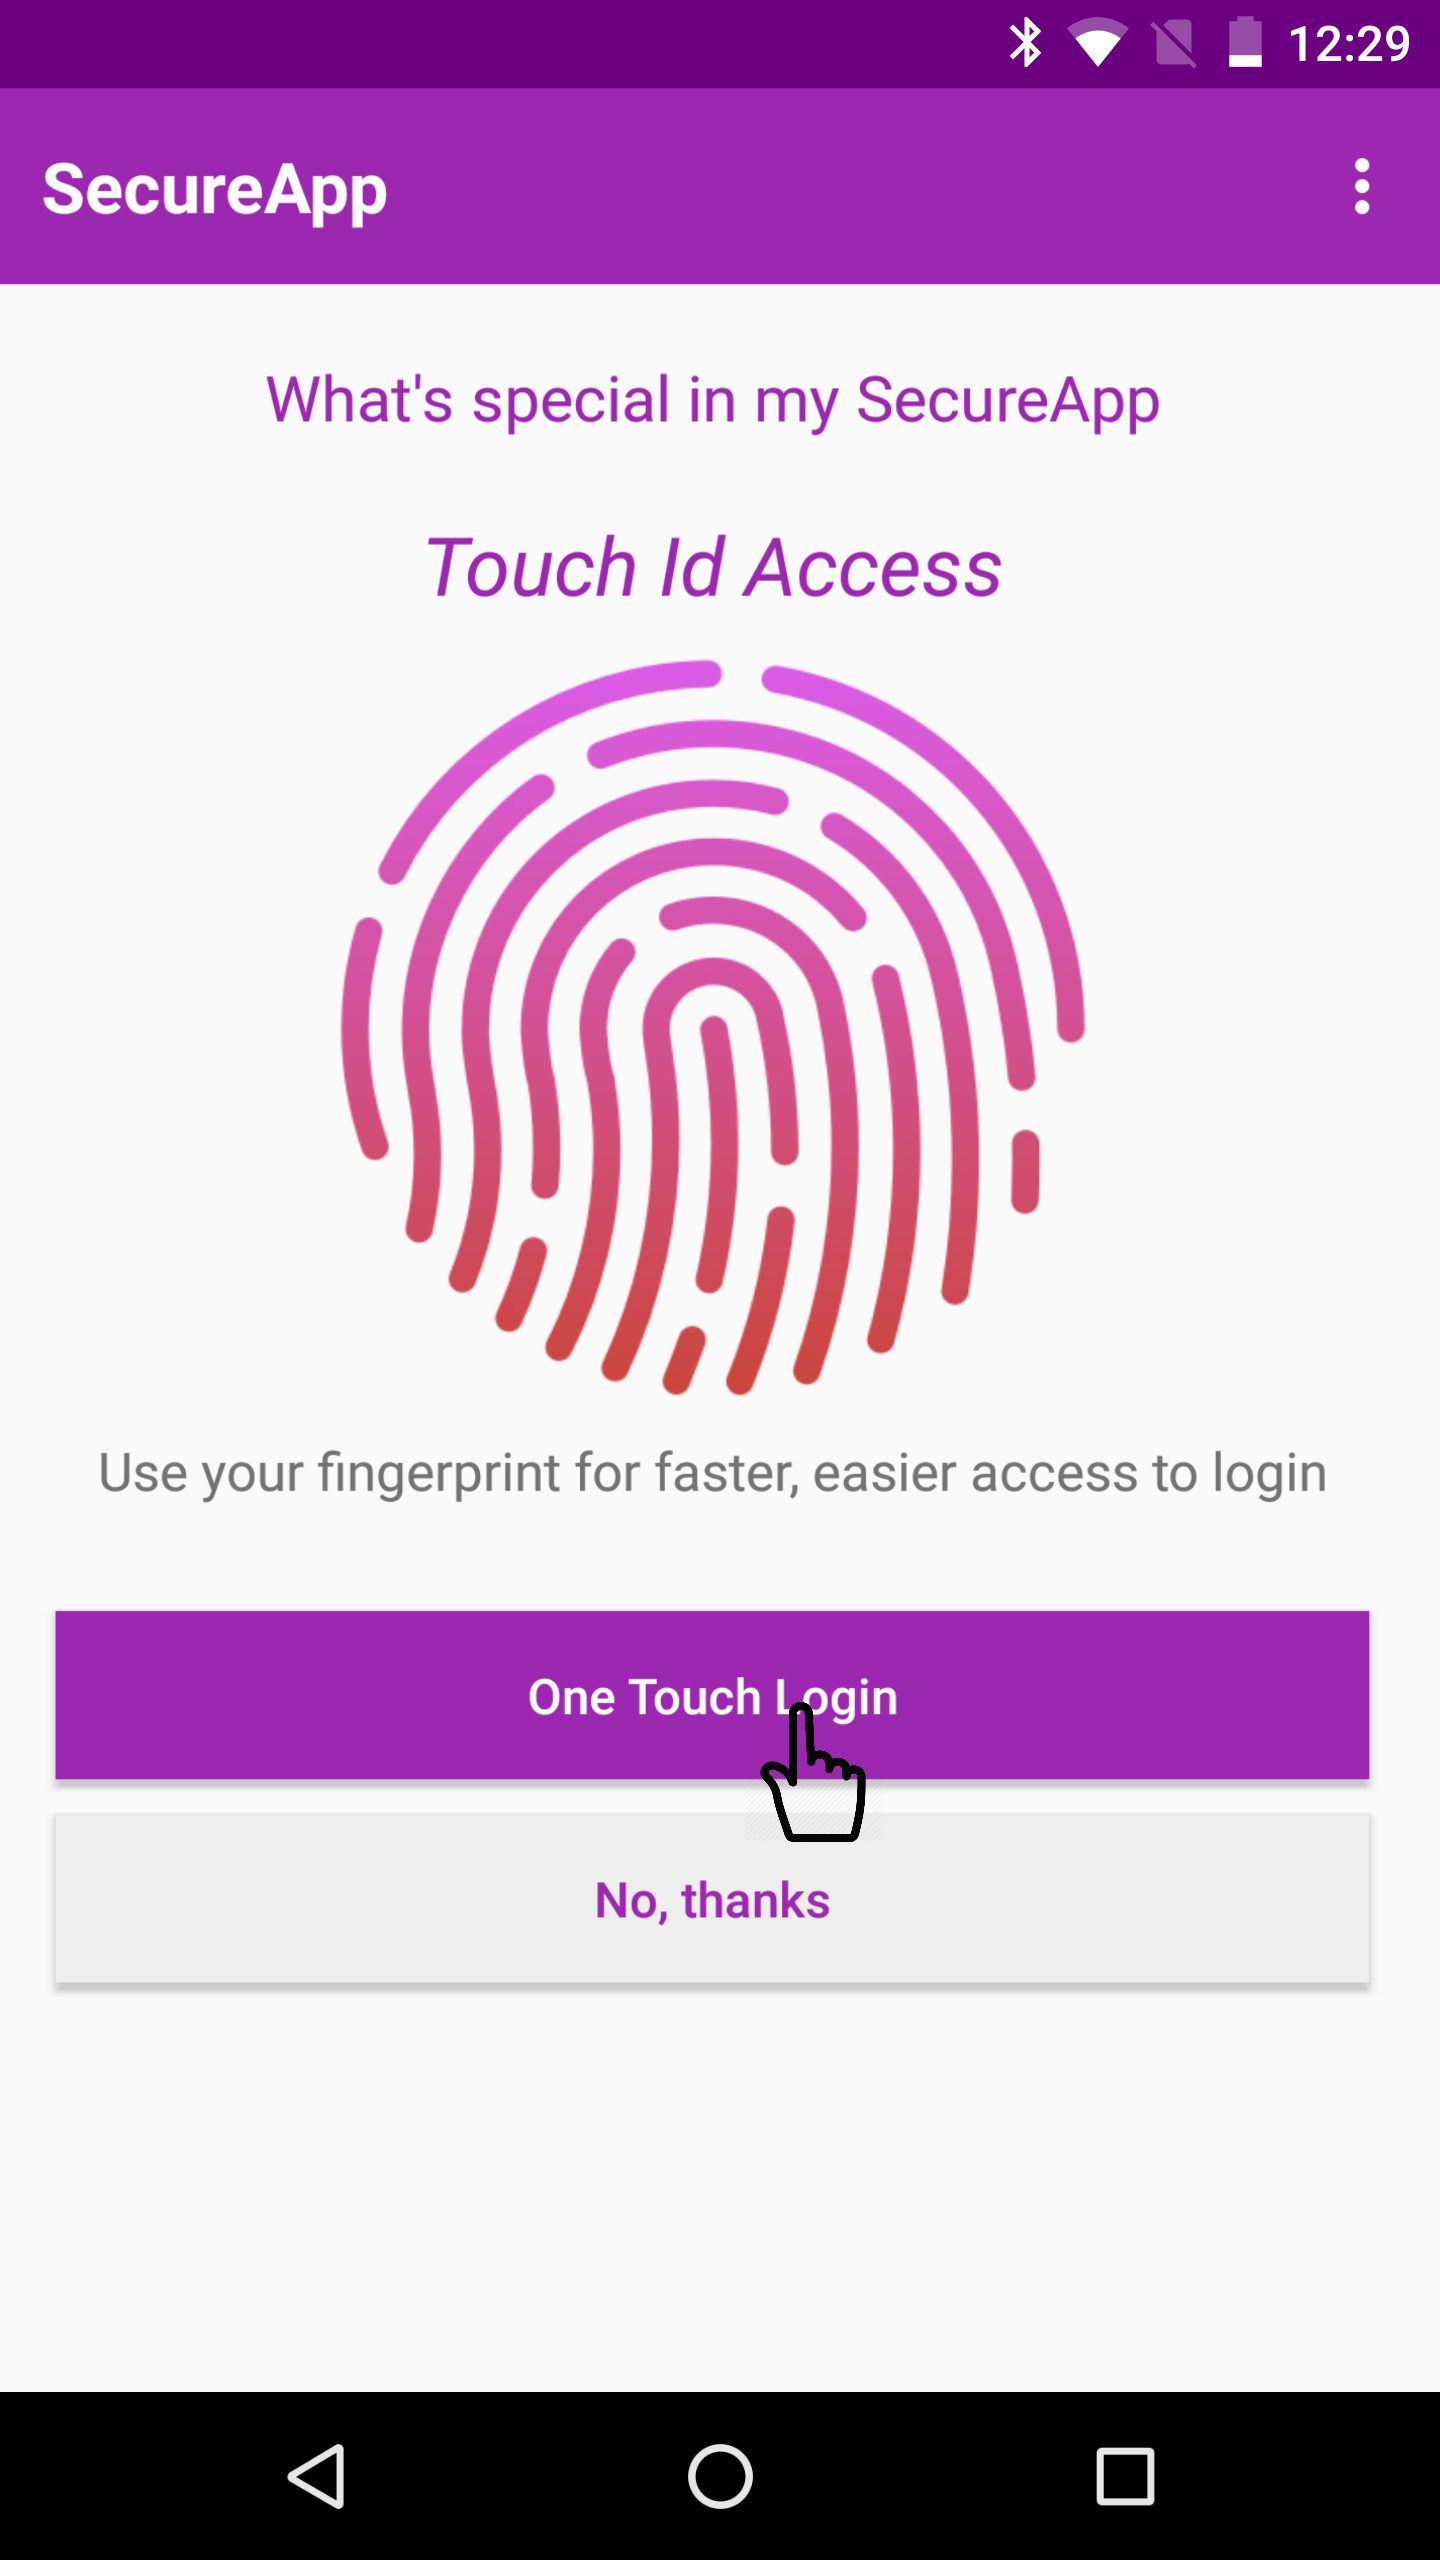 12:29
SecureApp
What's special in my SecureApp
Touch Id Access
Use your fingerprint for faster, easier access to login
One Touch Login
No, thanks